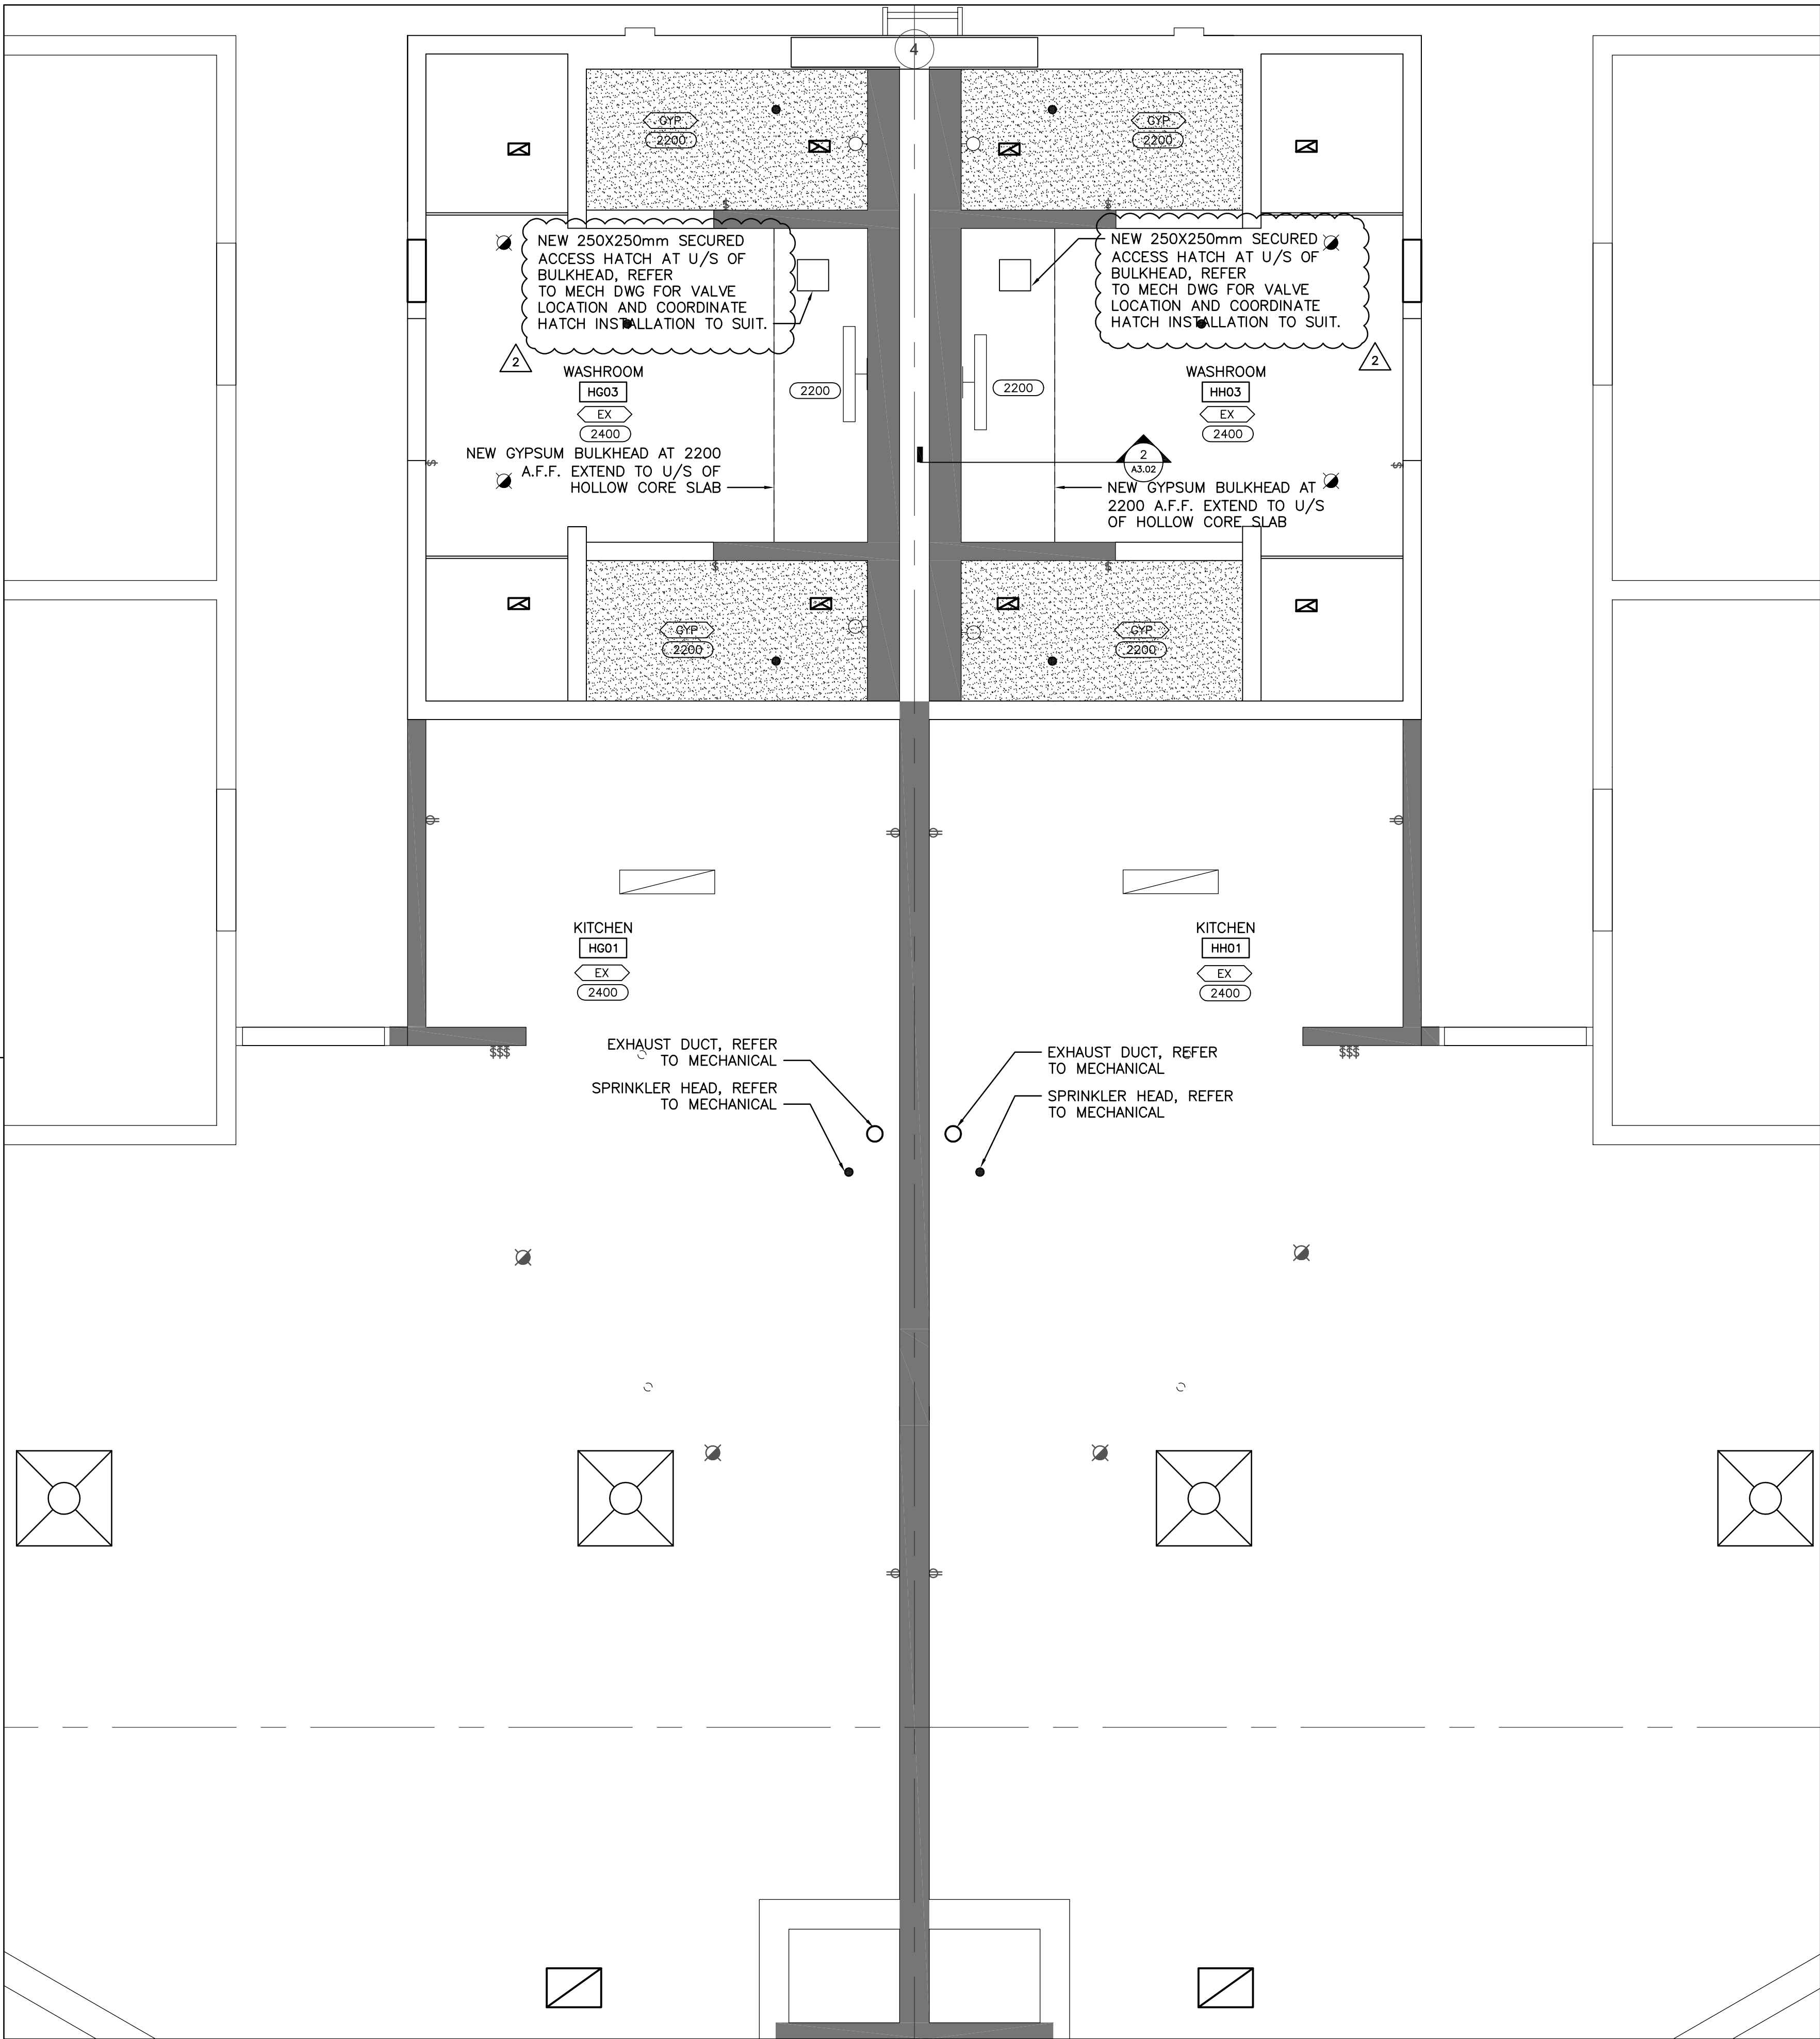 4
GYP
2200
GYP
2200
$
$
NEW 250X250mm SECURED
ACCESS HATCH AT U/S OF
BULKHEAD, REFER
TO MECH DWG FOR VALVE
LOCATION AND COORDINATE
HATCH INSTALLATION TO SUIT.
NEW 250X250mm SECURED
ACCESS HATCH AT U/S OF
BULKHEAD, REFER
TO MECH DWG FOR VALVE
LOCATION AND COORDINATE
HATCH INSTALLATION TO SUIT.
2
2
WASHROOM
HG03
EX
2400
2200
2200
WASHROOM
HH03
EX
2400
$
$
NEW GYPSUM BULKHEAD AT 2200
A.F.F. EXTEND TO U/S OF
HOLLOW CORE SLAB
2
A3.02
NEW GYPSUM BULKHEAD AT
2200 A.F.F. EXTEND TO U/S
OF HOLLOW CORE SLAB
$
$
GYP
2200
GYP
2200
KITCHEN
HG01
EX
2400
KITCHEN
HH01
EX
2400
$$$
$$$
EXHAUST DUCT, REFER
TO MECHANICAL
SPRINKLER HEAD, REFER
TO MECHANICAL
EXHAUST DUCT, REFER
TO MECHANICAL
SPRINKLER HEAD, REFER
TO MECHANICAL